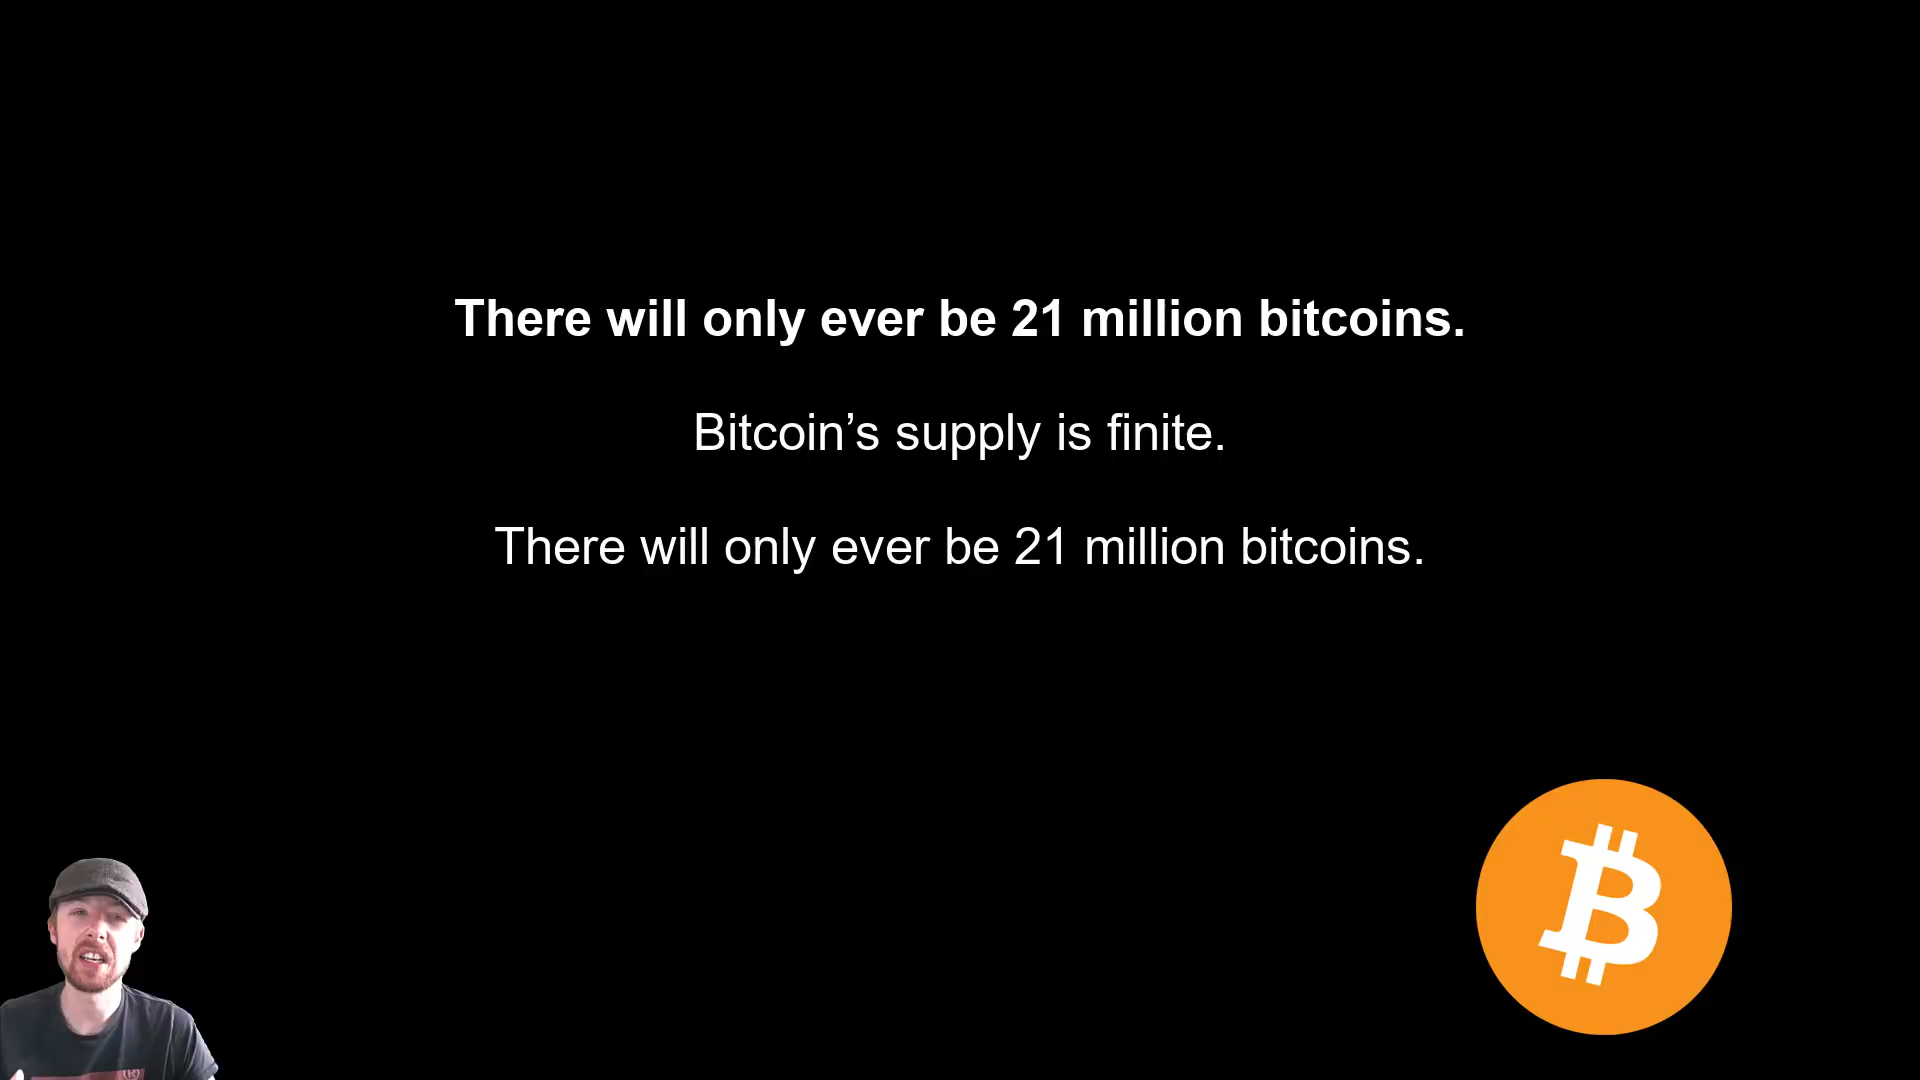 There will only ever be 21 million bitcoins.
Bitcoin’s supply is finite.
There will only ever be 21 million bitcoins.
(R)